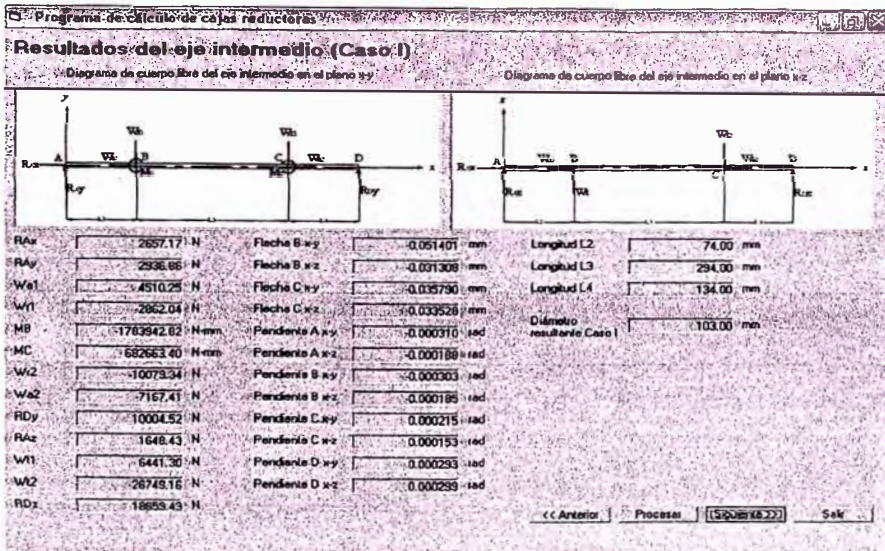 Programa de cálculo de cajas reductoras
Resultados del eje intermedio (Caso I)
Diagrama de cuerpo libre del eje intermedio en el plano x-y
Diagrama de cuerpo libre del eje intermedio en el plano x-z
y
A B C D x
RAy
RDy
z
A B C D x
RAx 2657.17 N
RAy 2936.86 N
Wa1 4510.25 N
Wr1 -2862.04 N
MB -1783942.82 N-mm
MC 682663.40 N-mm
Wr2 -10079.34 N
Wa2 -7167.41 N
RDy 10004.52 N
RAz 1648.43 N
Wt1 6441.30 N
Wt2 -26749.16 N
RDz 18659.43 N
Flecha B x-y -0.051401 mm
Flecha B x-z -0.031308 mm
Flecha C x-y -0.035790 mm
Flecha C x-z -0.033528 mm
Pendiente A x-y -0.000310 rad
Pendiente A x-z -0.000188 rad
Pendiente B x-y -0.000303 rad
Pendiente B x-z -0.000185 rad
Pendiente C x-y 0.000215 rad
Pendiente C x-z 0.000153 rad
Pendiente D x-y 0.000293 rad
Pendiente D x-z 0.000299 rad
Longitud L2 74.00 mm
Longitud L3 294.00 mm
Longitud L4 134.00 mm
Diámetro
resultante Caso I 103.00 mm
<< Anterior Procesar Siguiente >> Salir